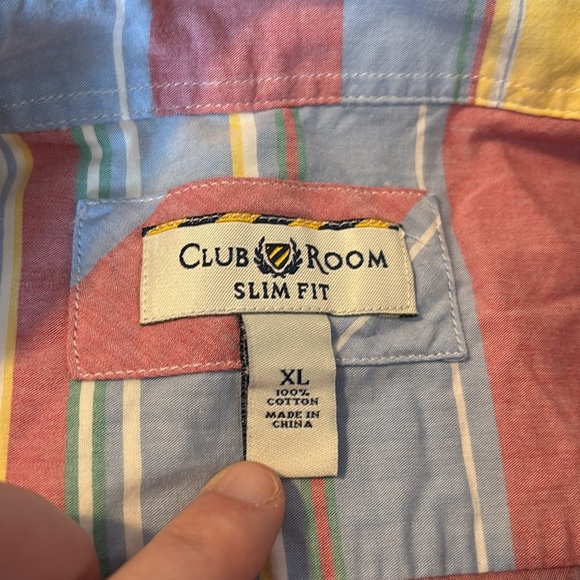 CLUB ROOM
SLIM FIT
XL
100%
COTTON
MADE IN
CHINA